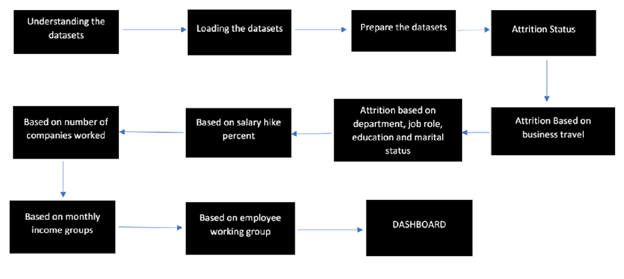 Understanding the
datasets
Loading the datasets
Prepare the datasets
Attrition Status
Attrition Based on
business travel
Attrition based on
department, job role,
education and marital
status
Based on salary hike
percent
Based on number of
companies worked
Based on monthly
income groups
Based on employee
working group
DASHBOARD